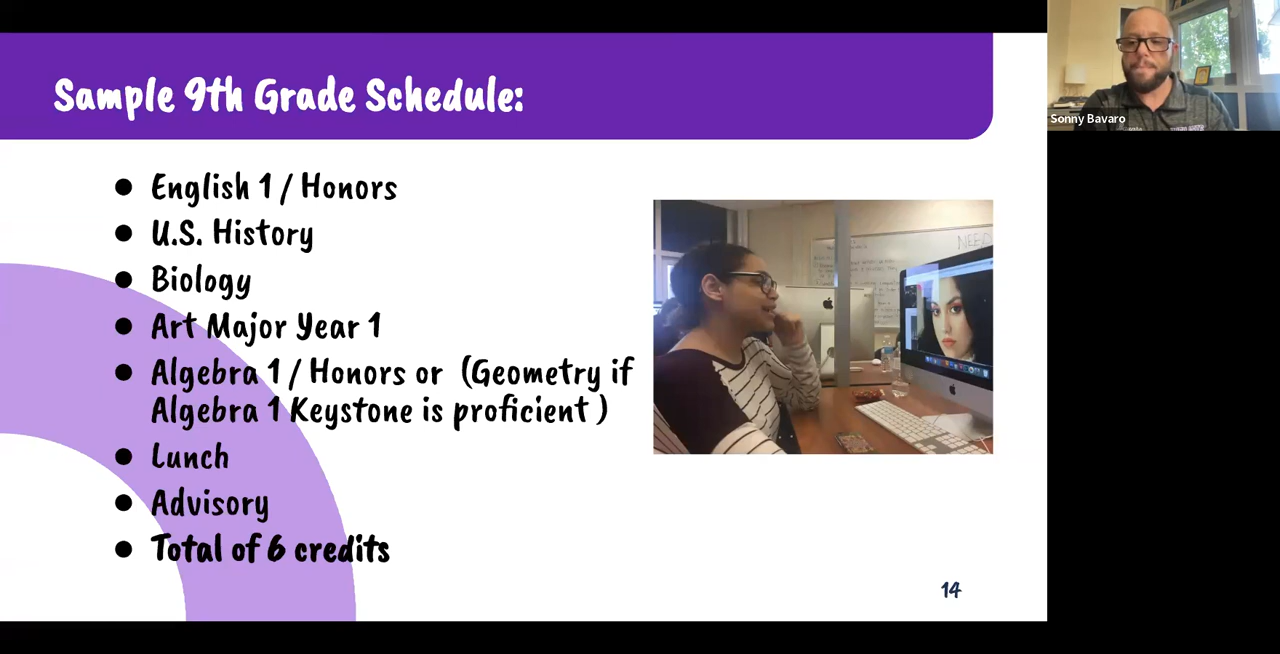 Sample 9th Grade Schedule:
● English 1 / Honors
● U.S. History
● Biology
● Art Major Year 1
● Algebra 1 / Honors or (Geometry if
Algebra 1 Keystone is proficient )
● Lunch
● Advisory
● Total of 6 credits
NEED
14
Sonny Bavaro